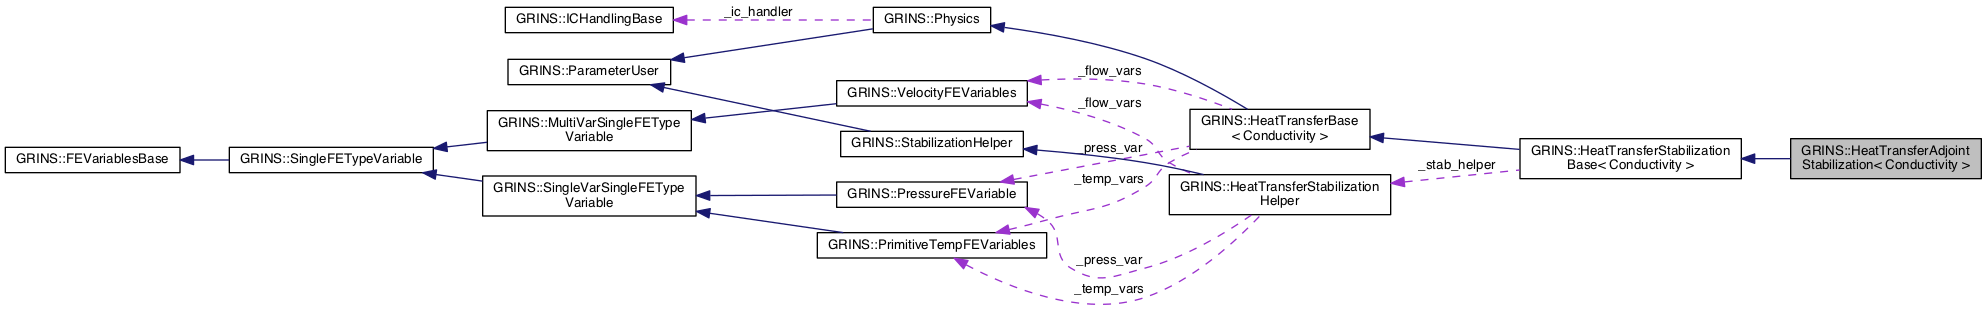 GRINS::ICHandlingBase
_ic_handler
GRINS::Physics
GRINS::ParameterUser
_flow_vars
GRINS::VelocityFEVariables
_flow_vars
GRINS::MultiVarSingleFEType
Variable
GRINS::HeatTransferBase
< Conductivity >
GRINS::StabilizationHelper
_press_var
GRINS::FEVariablesBase
GRINS::SingleFETypeVariable
GRINS::HeatTransferStabilization
Base< Conductivity >
GRINS::HeatTransferAdjoint
Stabilization< Conductivity >
_stab_helper
_temp_vars
GRINS::SingleVarSingleFEType
Variable
GRINS::PressureFEVariable
GRINS::HeatTransferStabilization
Helper
GRINS::PrimitiveTempFEVariables
_press_var
_temp_vars